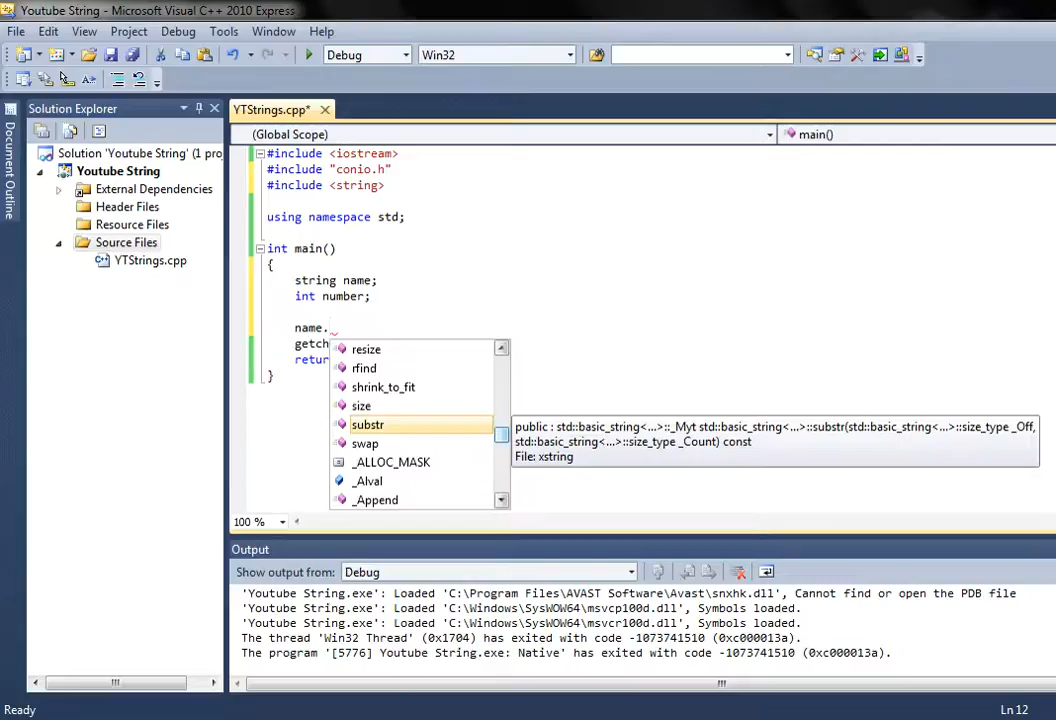 Youtube String - Microsoft Visual C++ 2010 Express
File Edit View Project Debug Tools Window Help
Debug Win32
Solution Explorer
YTStrings.cpp*
Document Outline
(Global Scope) main()
Solution 'Youtube String' (1 proj
Youtube String
External Dependencies
Header Files
Resource Files
Source Files
YTStrings.cpp
#include <iostream>
#include "conio.h"
#include <string>
using namespace std;
int main()
{
string name;
int number;
name.
getch
retur
}
resize
rfind
shrink_to_fit
size
substr
swap
_ALLOC_MASK
_Alval
_Append
public : std::basic_string<...>::_Myt std::basic_string<...>::substr(std::basic_string<...>::size_type _Off,
std::basic_string<...>::size_type _Count) const
File: xstring
100 %
Output
Show output from: Debug
'Youtube String.exe': Loaded 'C:\Program Files\AVAST Software\Avast\snxhk.dll', Cannot find or open the PDB file
'Youtube String.exe': Loaded 'C:\Windows\SysWOW64\msvcp100d.dll', Symbols loaded.
'Youtube String.exe': Loaded 'C:\Windows\SysWOW64\msvcr100d.dll', Symbols loaded.
The thread 'Win32 Thread' (0x1704) has exited with code -1073741510 (0xc000013a).
The program '[5776] Youtube String.exe: Native' has exited with code -1073741510 (0xc000013a).
Ready Ln 12